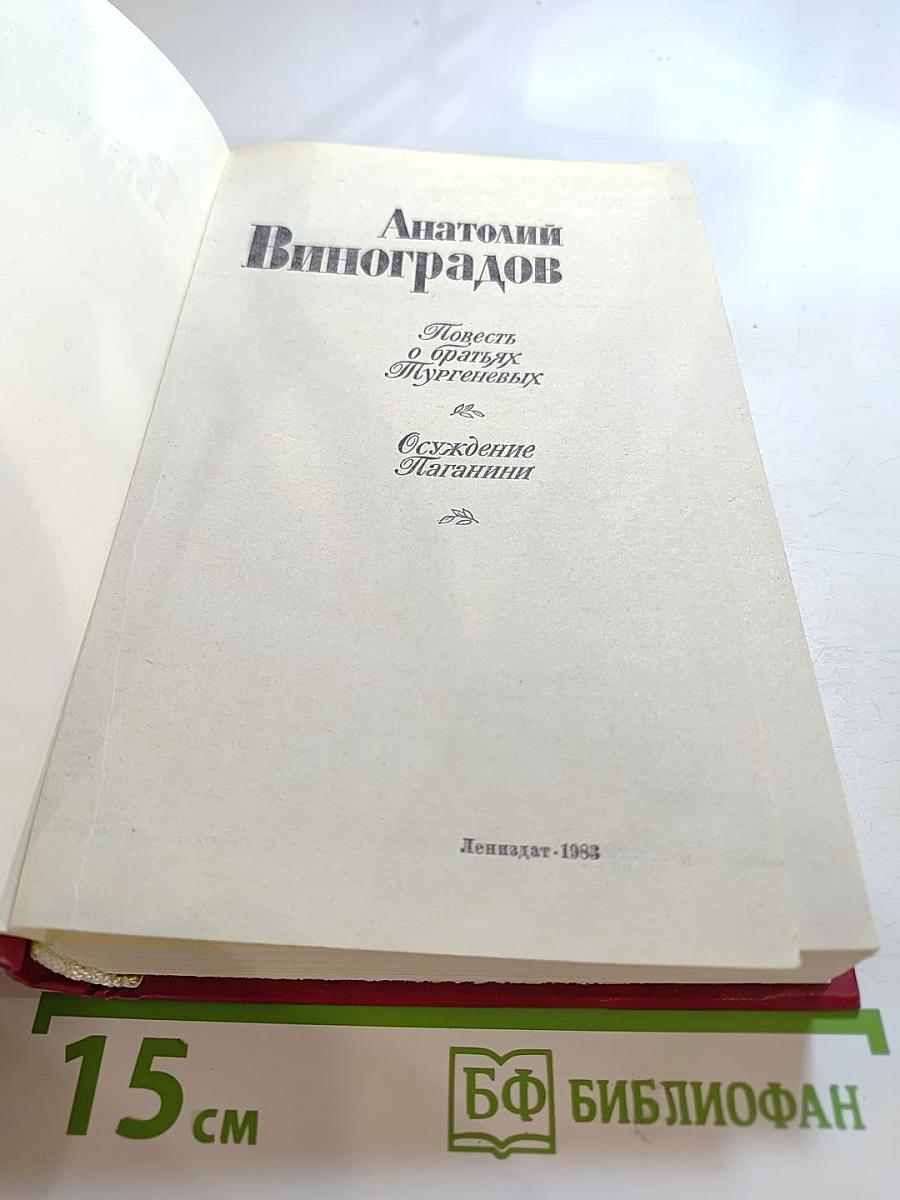 Анатолий
Виноградов
Повесть
о братьях
Тургеневых
Осуждение
Паганини
Лениздат · 1983
15 см
БФ БИБЛИОФАН